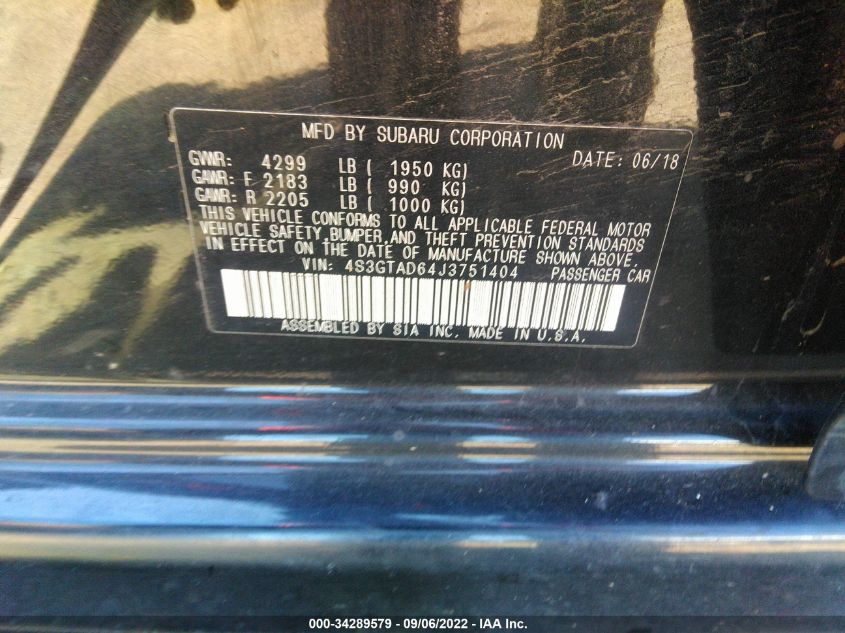 MFD BY SUBARU CORPORATION
GVWR: 4299 LB ( 1950 KG) DATE: 06/18
GAWR: F 2183 LB ( 990 KG)
GAWR: R 2205 LB ( 1000 KG)
THIS VEHICLE CONFORMS TO ALL APPLICABLE FEDERAL MOTOR
VEHICLE SAFETY,BUMPER,AND THEFT PREVENTION STANDARDS
IN EFFECT ON THE DATE OF MANUFACTURE SHOWN ABOVE.
VIN: 4S3GTAD64J3751404 PASSENGER CAR
ASSEMBLED BY SIA INC. MADE IN U.S.A.
000-34289579 - 09/06/2022 - IAA Inc.